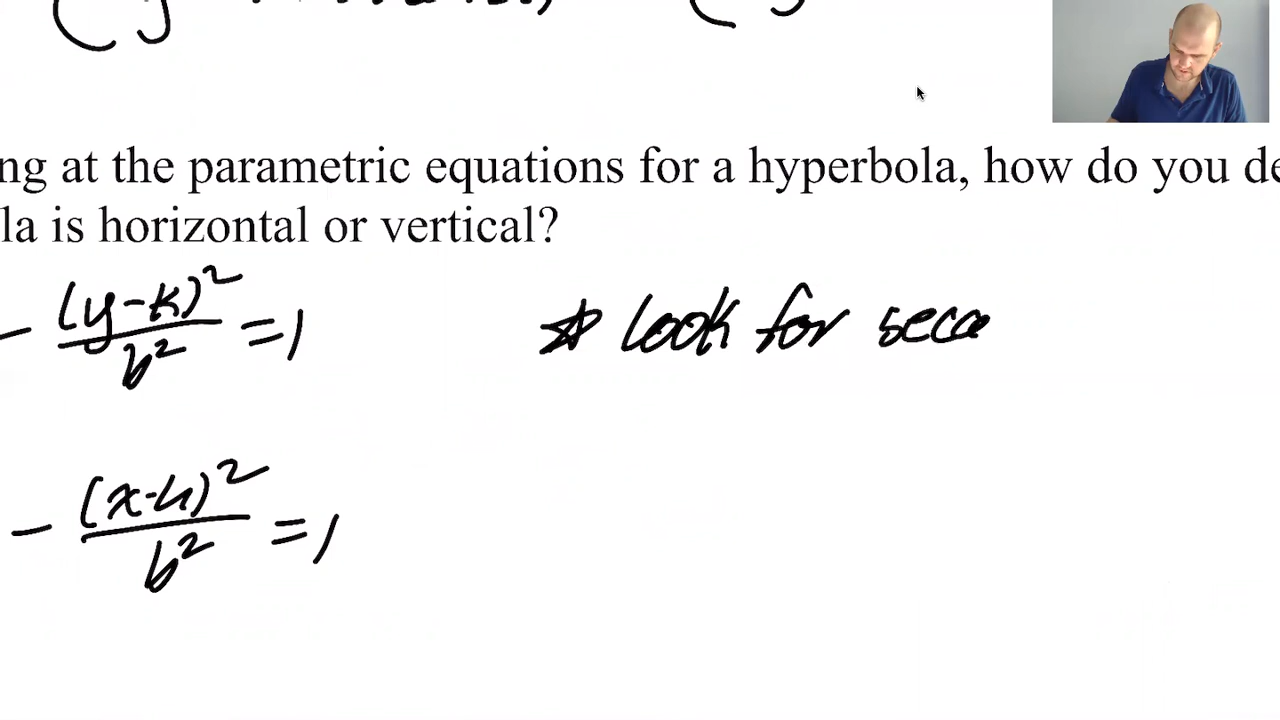 ng at the parametric equations for a hyperbola, how do you de
la is horizontal or vertical?
- (y-k)²/b² = 1
* look for seca
- (x-h)²/b² = 1